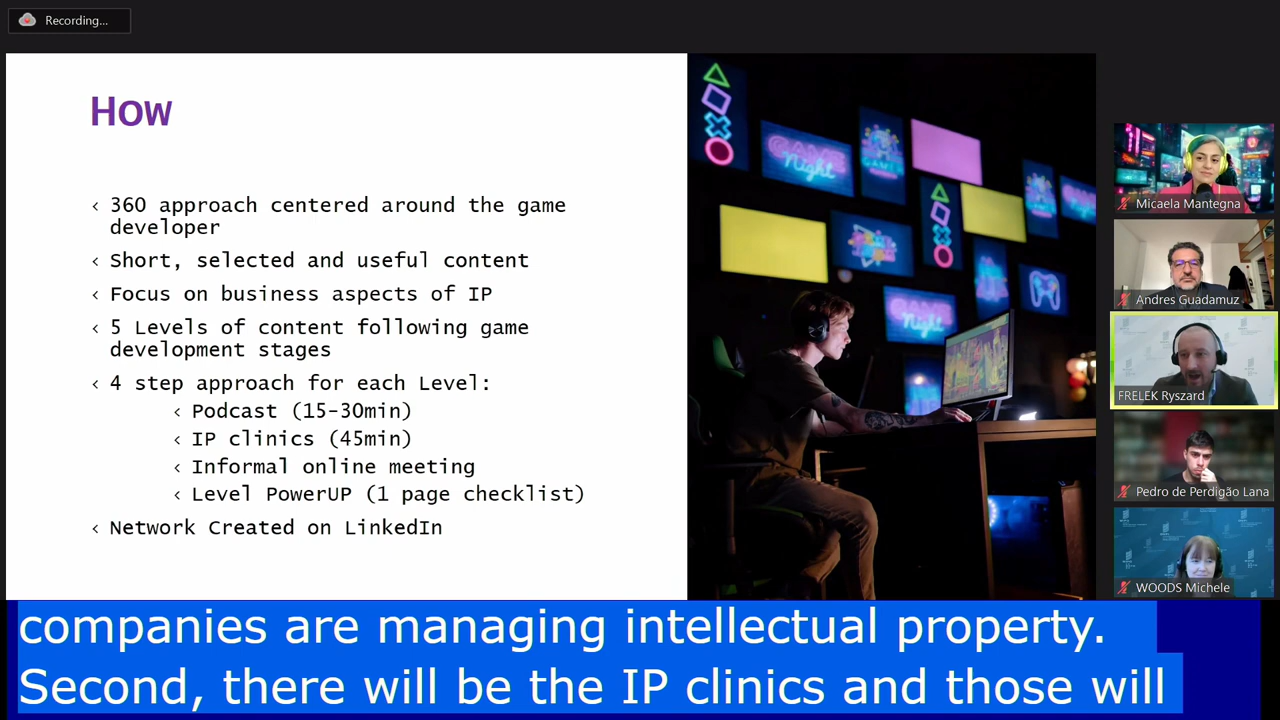 Recording...
How
‹ 360 approach centered around the game
developer
‹ Short, selected and useful content
‹ Focus on business aspects of IP
‹ 5 Levels of content following game
development stages
‹ 4 step approach for each Level:
‹ Podcast (15-30min)
‹ IP clinics (45min)
‹ Informal online meeting
‹ Level PowerUP (1 page checklist)
‹ Network Created on LinkedIn
GAME
Night
Micaela Mantegna
Andres Guadamuz
FRELEK Ryszard
Pedro de Perdigão Lana
WOODS Michele
companies are managing intellectual property.
Second, there will be the IP clinics and those will